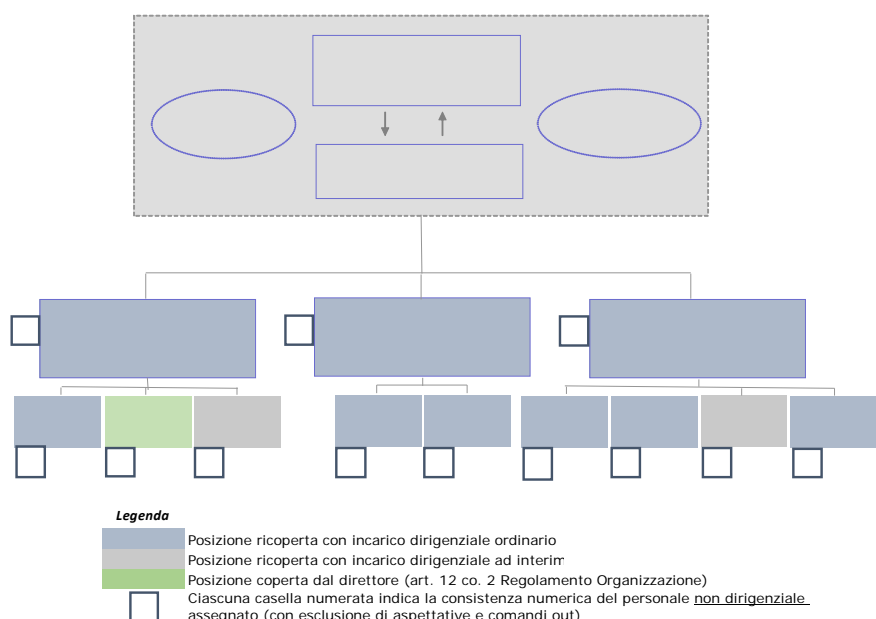 Legenda
Posizione ricoperta con incarico dirigenziale ordinario
Posizione ricoperta con incarico dirigenziale ad interim
Posizione coperta dal direttore (art. 12 co. 2 Regolamento Organizzazione)
Ciascuna casella numerata indica la consistenza numerica del personale non dirigenziale
assegnato (con esclusione di aspettative e comandi out)